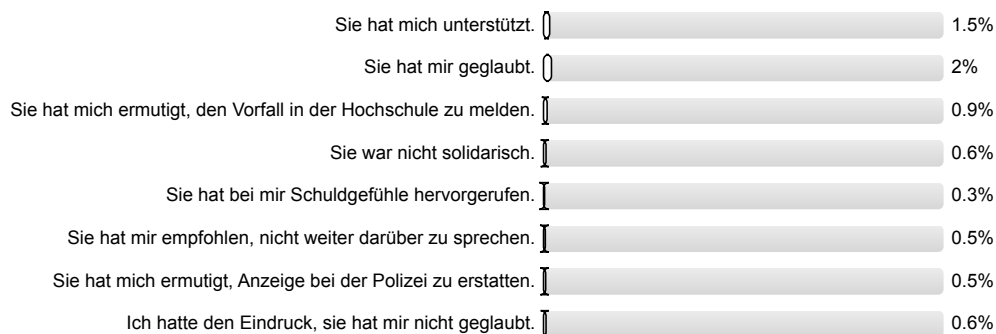 Sie hat mich unterstützt. 1.5%
Sie hat mir geglaubt. 2%
Sie hat mich ermutigt, den Vorfall in der Hochschule zu melden. 0.9%
Sie war nicht solidarisch. 0.6%
Sie hat bei mir Schuldgefühle hervorgerufen. 0.3%
Sie hat mir empfohlen, nicht weiter darüber zu sprechen. 0.5%
Sie hat mich ermutigt, Anzeige bei der Polizei zu erstatten. 0.5%
Ich hatte den Eindruck, sie hat mir nicht geglaubt. 0.6%